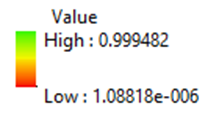 Value
High : 0.999482
Low : 1.08818e-006